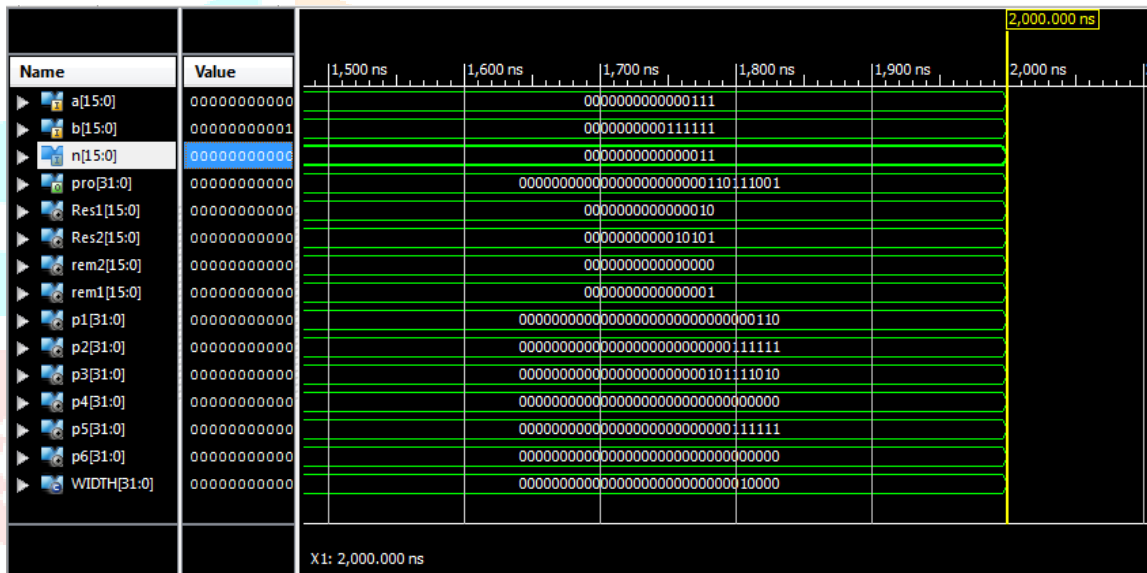 2,000.000 ns
Name Value 1,500 ns 1,600 ns 1,700 ns 1,800 ns 1,900 ns 2,000 ns
a[15:0] 00000000000 0000000000000111
b[15:0] 00000000001 0000000000111111
n[15:0] 00000000000 0000000000000011
pro[31:0] 00000000000 00000000000000000000000110111001
Res1[15:0] 00000000000 0000000000000010
Res2[15:0] 00000000000 0000000000010101
rem2[15:0] 00000000000 0000000000000000
rem1[15:0] 00000000000 0000000000000001
p1[31:0] 00000000000 00000000000000000000000000000110
p2[31:0] 00000000000 00000000000000000000000000111111
p3[31:0] 00000000000 00000000000000000000000101111010
p4[31:0] 00000000000 00000000000000000000000000000000
p5[31:0] 00000000000 00000000000000000000000000111111
p6[31:0] 00000000000 00000000000000000000000000000000
WIDTH[31:0] 00000000000 00000000000000000000000000010000
X1: 2,000.000 ns